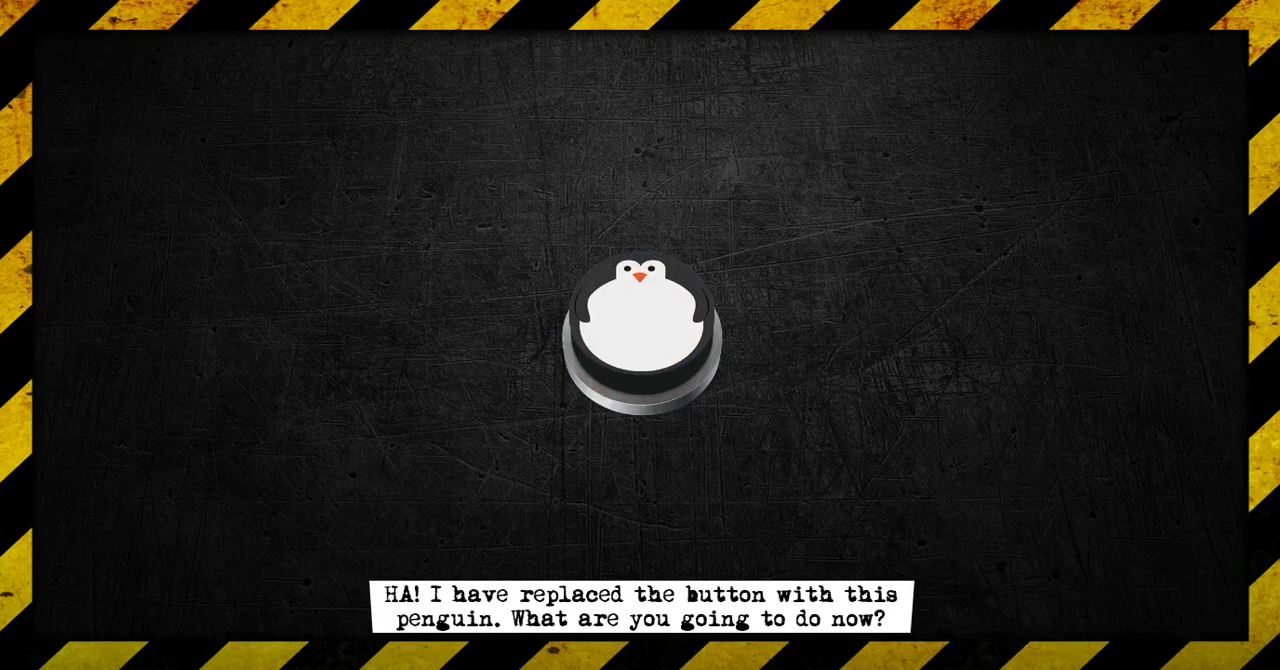 HA! I have replaced the button with this
penguin. What are you going to do now?